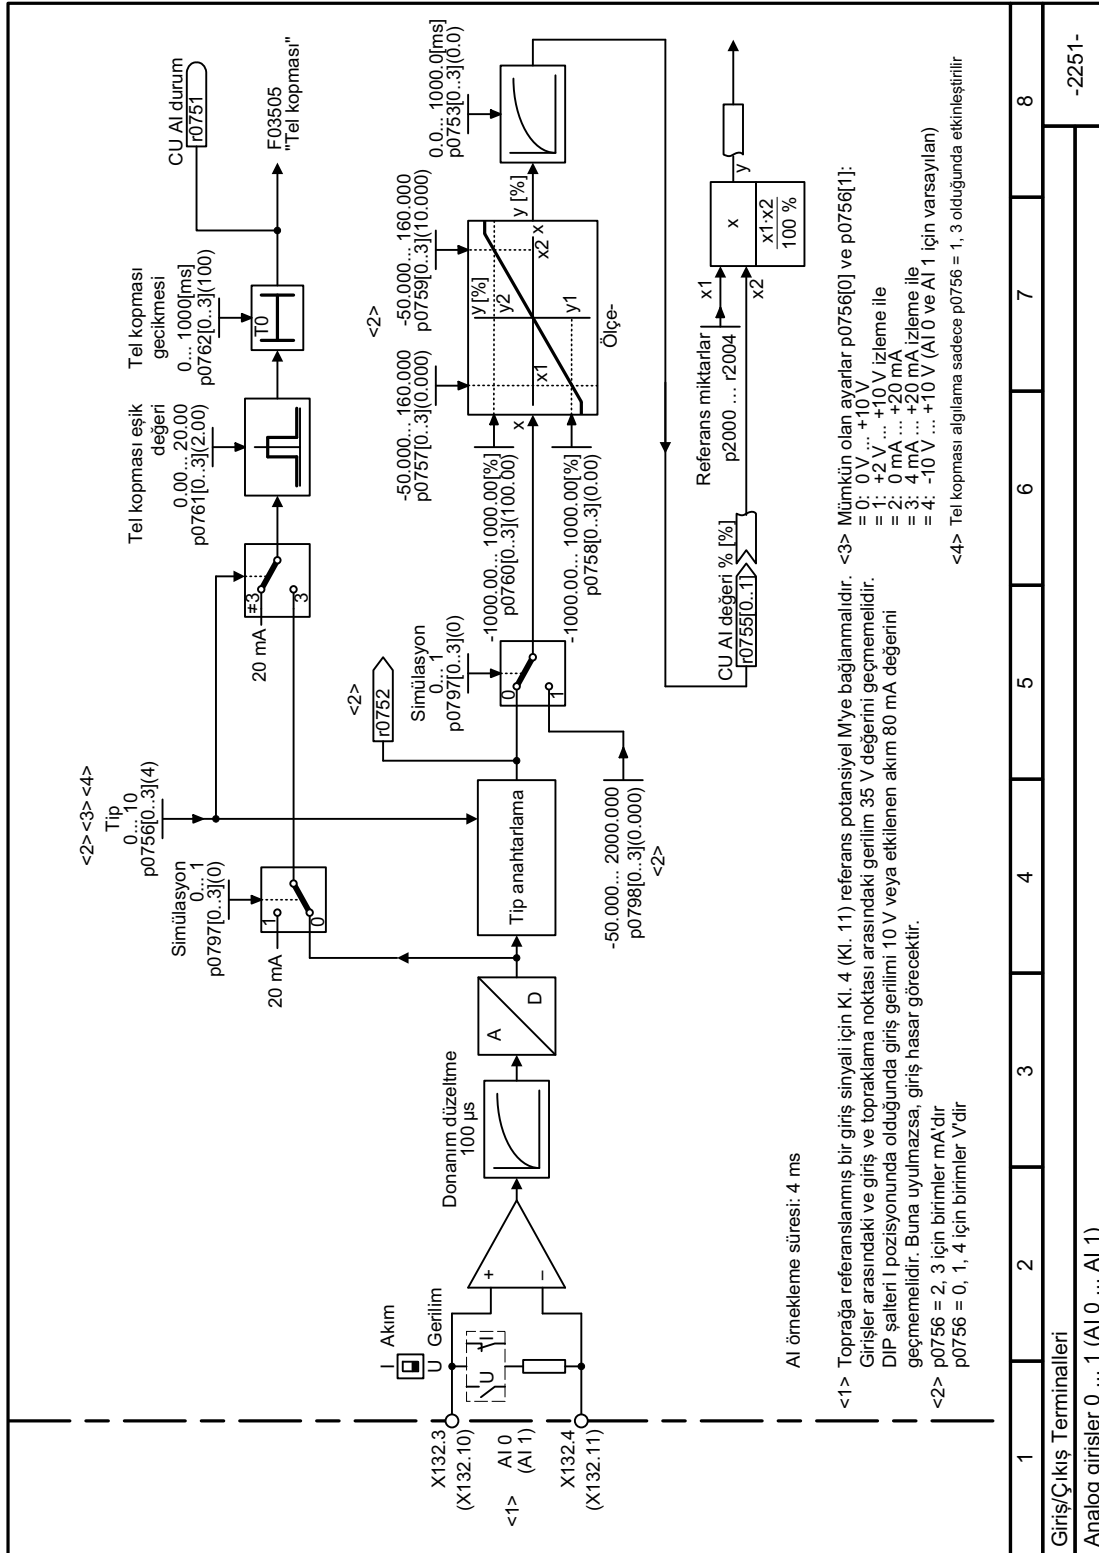 X132.3
(X132.10)
<1>
AI 0
(AI 1)
X132.4
(X132.11)
I
Akım
U
Gerilim
U
I
+
–
Donanım düzeltme
100 µs
A
D
<2> <3> <4>
Tip
0... 10
p0756[0..3](4)
Simülasyon
0... 1
p0797[0..3](0)
20 mA
1
0
Tip anahtarlama
<2>
r0752
Simülasyon
0... 1
p0797[0..3](0)
0
1
-50.000... 2000.000
p0798[0..3](0.000)
<2>
20 mA
≠3
3
Tel kopması eşik
değeri
0.00... 20.00
p0761[0..3](2.00)
Tel kopması
gecikmesi
0... 1000[ms]
p0762[0..3](100)
T0
CU AI durum
r0751
F03505
"Tel kopması"
<2>
-50.000... 160.000
p0757[0..3](0.000)
-50.000... 160.000
p0759[0..3](10.000)
-1000.00... 1000.00[%]
p0760[0..3](100.00)
-1000.00... 1000.00[%]
p0758[0..3](0.00)
x
y [%]
y2
x2
x
x1
y1
Ölçe-
y [%]
0.0... 1000.0[ms]
p0753[0..3](0.0)
CU AI değeri % [%]
r0755[0..1]
Referans miktarlar
p2000 ... r2004
x1
x2
x
x1·x2
100 %
y
AI örnekleme süresi: 4 ms
<1> Toprağa referanslanmış bir giriş sinyali için Kl. 4 (Kl. 11) referans potansiyel M'ye bağlanmalıdır.
Girişler arasındaki ve giriş ve topraklama noktası arasındaki gerilim 35 V değerini geçmemelidir.
DIP şalteri I pozisyonunda olduğunda giriş gerilimi 10 V veya etkilenen akım 80 mA değerini
geçmemelidir. Buna uyulmazsa, giriş hasar görecektir.
<2> p0756 = 2, 3 için birimler mA'dır
p0756 = 0, 1, 4 için birimler V'dir
<3> Mümkün olan ayarlar p0756[0] ve p0756[1]:
= 0: 0 V ... +10 V
= 1: +2 V ... +10 V izleme ile
= 2: 0 mA ... +20 mA
= 3: 4 mA ... +20 mA izleme ile
= 4: -10 V ... +10 V (AI 0 ve AI 1 için varsayılan)
<4> Tel kopması algılama sadece p0756 = 1, 3 olduğunda etkinleştirilir
1
2
3
4
5
6
7
8
Giriş/Çıkış Terminalleri
-2251-
Analog girişler 0 ... 1 (AI 0 ... AI 1)